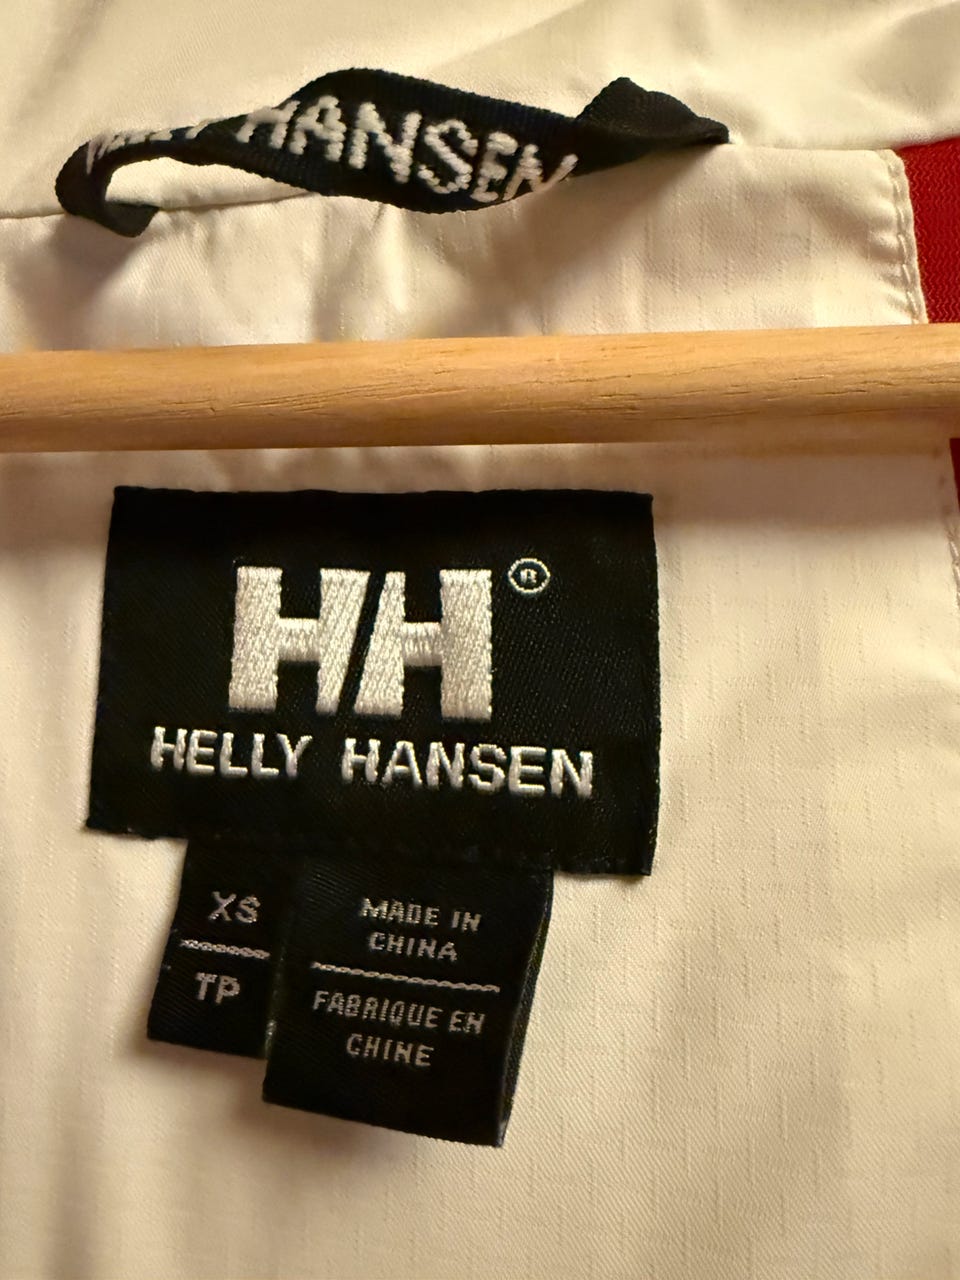 HANSEN
HH®
HELLY HANSEN
XS
TP
MADE IN
CHINA
FABRIQUE EN
CHINE